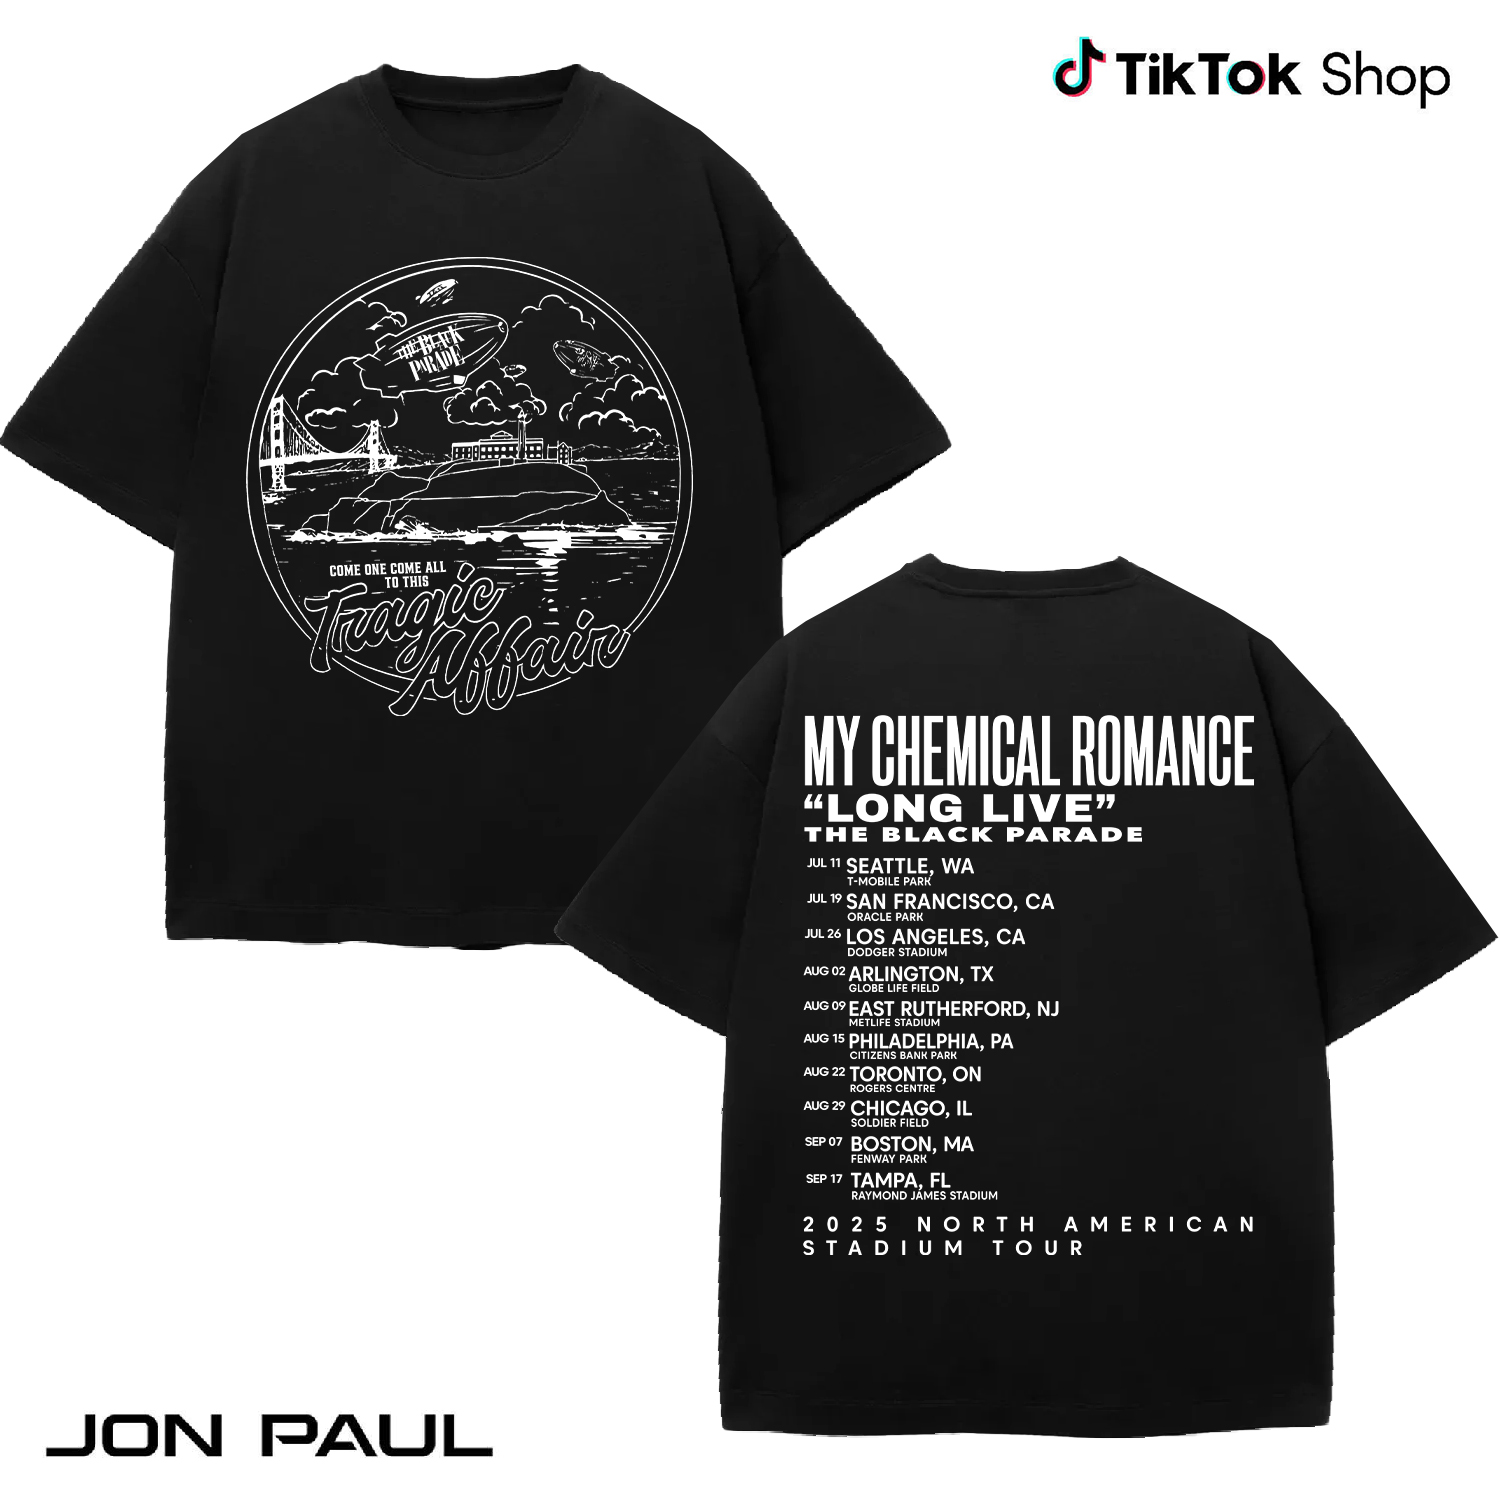 TikTok Shop
THE BLACK
PARADE
COME ONE COME ALL
TO THIS
Tragic
Affair
MY CHEMICAL ROMANCE
“LONG LIVE”
THE BLACK PARADE
JUL 11 SEATTLE, WA
T-MOBILE PARK
JUL 19 SAN FRANCISCO, CA
ORACLE PARK
JUL 26 LOS ANGELES, CA
DODGER STADIUM
AUG 02 ARLINGTON, TX
GLOBE LIFE FIELD
AUG 09 EAST RUTHERFORD, NJ
METLIFE STADIUM
AUG 15 PHILADELPHIA, PA
CITIZENS BANK PARK
AUG 22 TORONTO, ON
ROGERS CENTRE
AUG 29 CHICAGO, IL
SOLDIER FIELD
SEP 07 BOSTON, MA
FENWAY PARK
SEP 17 TAMPA, FL
RAYMOND JAMES STADIUM
2025 NORTH AMERICAN
STADIUM TOUR
JON PAUL